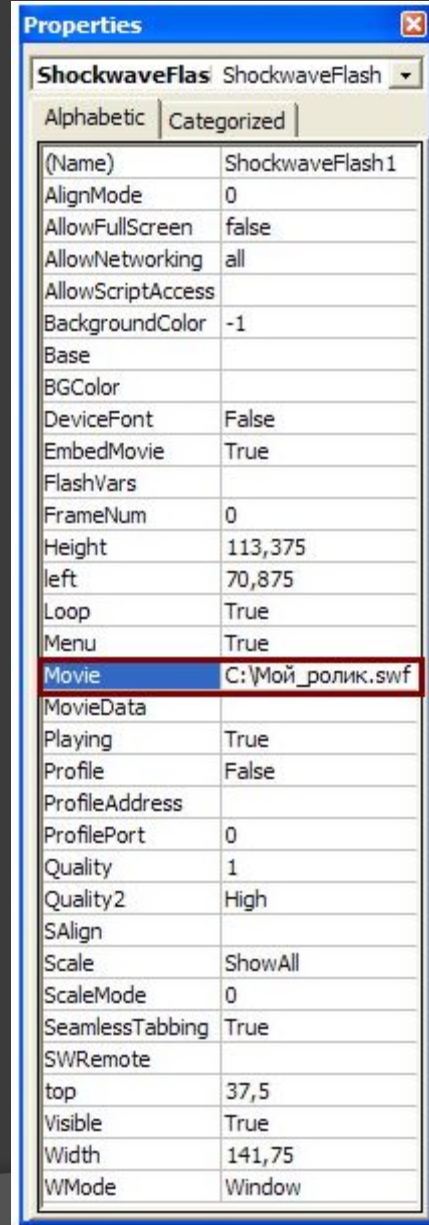 Properties
ShockwaveFlas ShockwaveFlash
Alphabetic Categorized
(Name) ShockwaveFlash1
AlignMode 0
AllowFullScreen false
AllowNetworking all
AllowScriptAccess
BackgroundColor -1
Base
BGColor
DeviceFont False
EmbedMovie True
FlashVars
FrameNum 0
Height 113,375
left 70,875
Loop True
Menu True
Movie C:\Мой_ролик.swf
MovieData
Playing True
Profile False
ProfileAddress
ProfilePort 0
Quality 1
Quality2 High
SAlign
Scale ShowAll
ScaleMode 0
SeamlessTabbing True
SWRemote
top 37,5
Visible True
Width 141,75
WMode Window